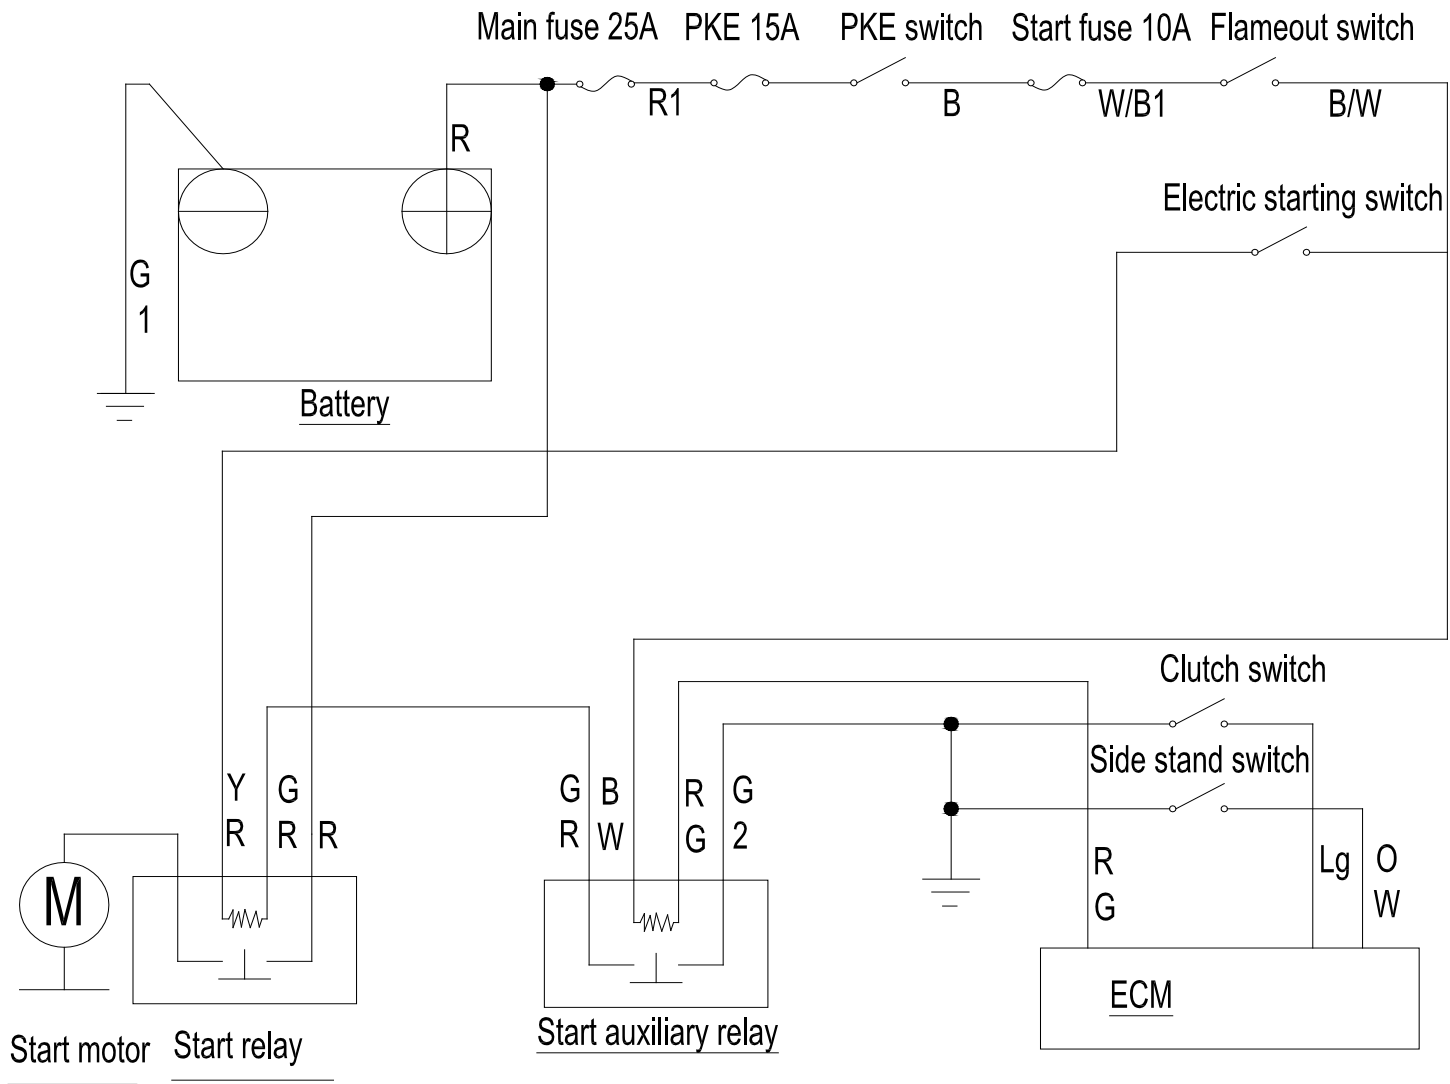 Main fuse 25A PKE 15A PKE switch Start fuse 10A Flameout switch
R1 B W/B1 B/W
R
Electric starting switch
G
1
Battery
Clutch switch
Side stand switch
Y G
R R R
G B R G
R W G 2
R Lg O
G W
M
ECM
Start motor Start relay Start auxiliary relay